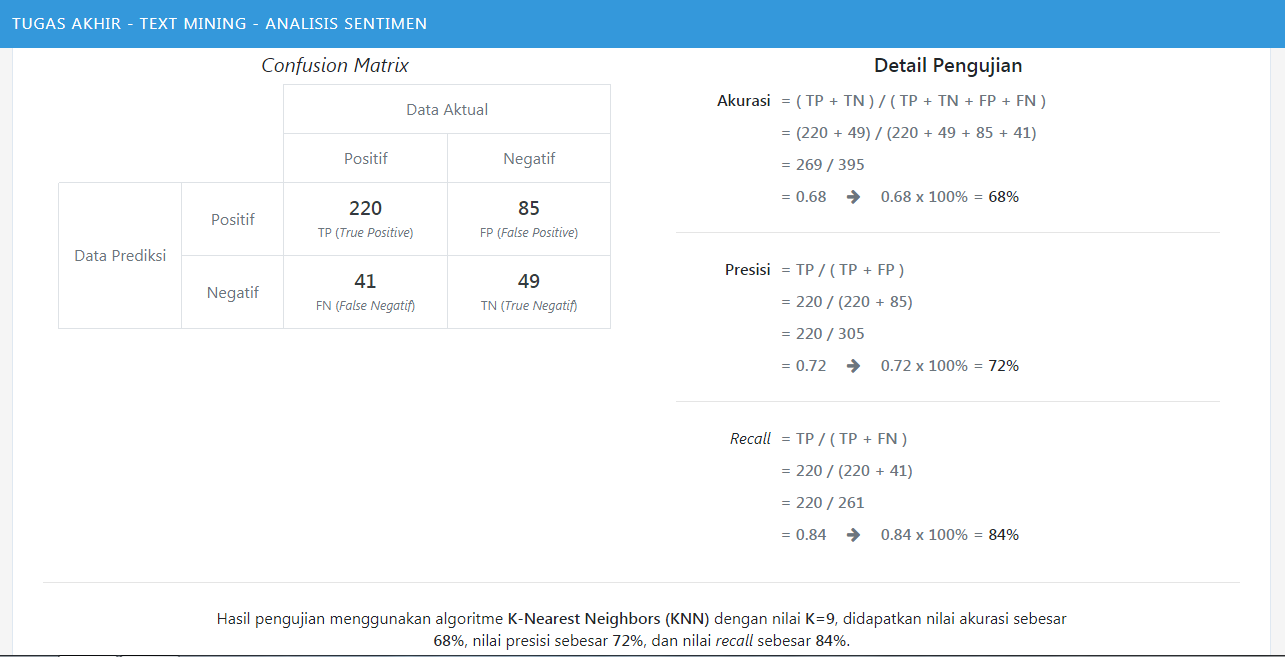 TUGAS AKHIR - TEXT MINING - ANALISIS SENTIMEN
Confusion Matrix
Data Aktual
Positif Negatif
Data Prediksi
Positif
220
TP (True Positive)
85
FP (False Positive)
Negatif
41
FN (False Negatif)
49
TN (True Negatif)
Detail Pengujian
Akurasi = ( TP + TN ) / ( TP + TN + FP + FN )
= (220 + 49) / (220 + 49 + 85 + 41)
= 269 / 395
= 0.68 ➔ 0.68 x 100% = 68%
Presisi = TP / ( TP + FP )
= 220 / (220 + 85)
= 220 / 305
= 0.72 ➔ 0.72 x 100% = 72%
Recall = TP / ( TP + FN )
= 220 / (220 + 41)
= 220 / 261
= 0.84 ➔ 0.84 x 100% = 84%
Hasil pengujian menggunakan algoritme K-Nearest Neighbors (KNN) dengan nilai K=9, didapatkan nilai akurasi sebesar
68%, nilai presisi sebesar 72%, dan nilai recall sebesar 84%.